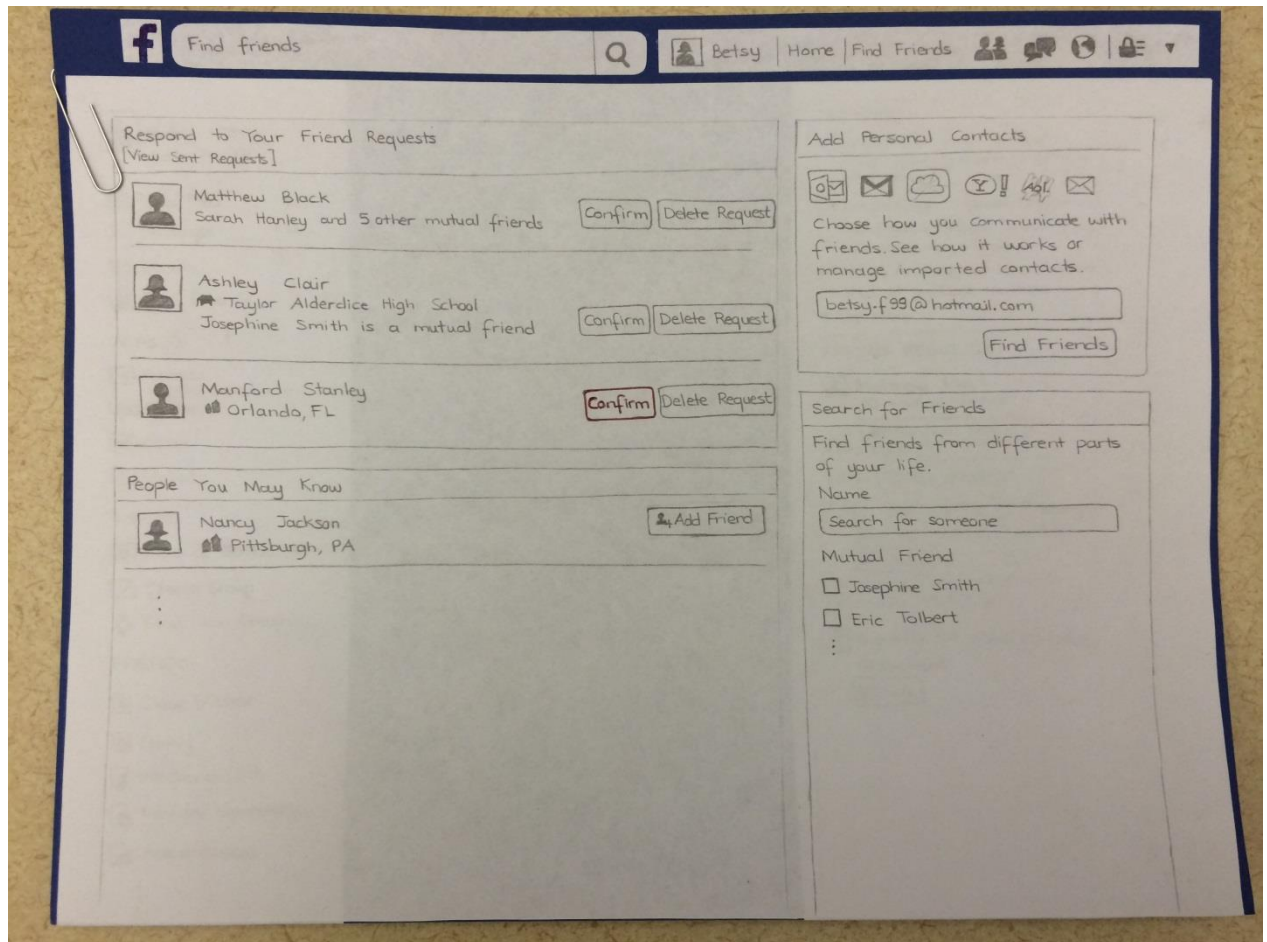 f Find friends Betsy Home Find Friends
Respond to Your Friend Requests
[View Sent Requests]
Matthew Black
Sarah Hanley and 5 other mutual friends Confirm Delete Request
Ashley Clair
Taylor Alderdice High School
Josephine Smith is a mutual friend Confirm Delete Request
Manford Stanley
Orlando, FL Confirm Delete Request
People You May Know
Nancy Jackson Add Friend
Pittsburgh, PA
Add Personal Contacts
Y! Aol.
Choose how you communicate with
friends. See how it works or
manage imported contacts.
betsy.f99@hotmail.com
Find Friends
Search for Friends
Find friends from different parts
of your life.
Name
Search for someone
Mutual Friend
Josephine Smith
Eric Tolbert